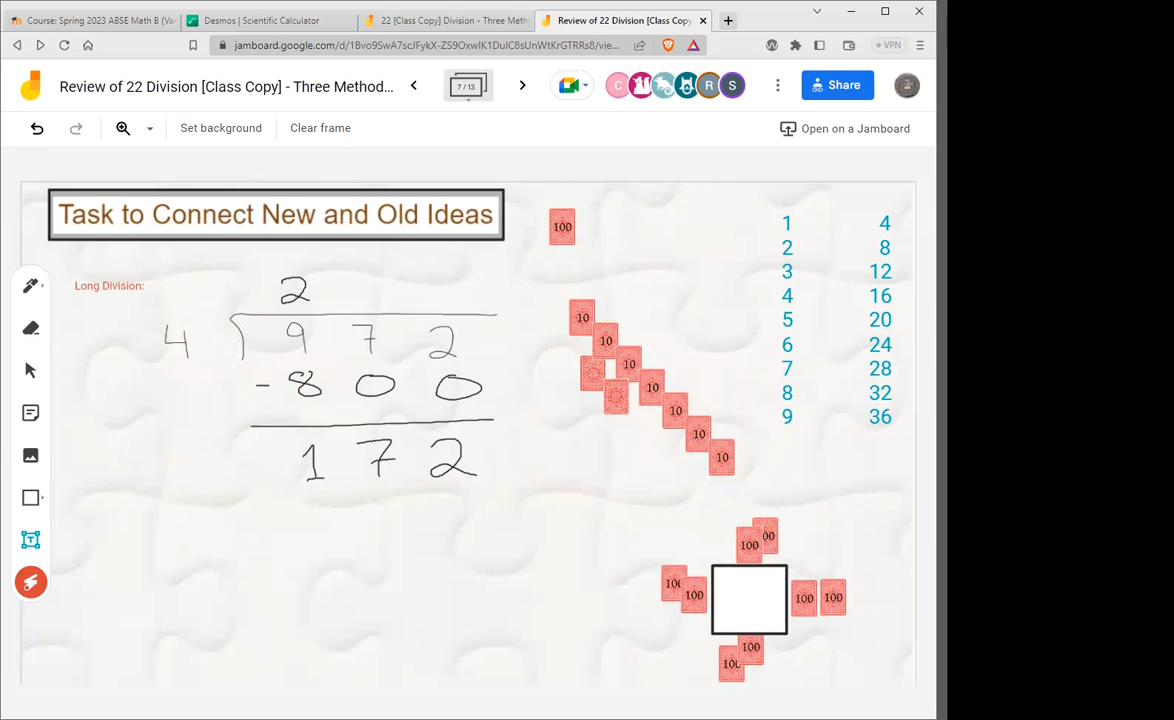 Course: Spring 2023 ABSE Math B (Va
Desmos | Scientific Calculator
22 [Class Copy] Division - Three Meth
Review of 22 Division [Class Copy
jamboard.google.com/d/1Bvo9SwA7scJFykX-ZS9OxwIK1DuIC8sUnWtKrGTRRs8/vie...
VPN
Review of 22 Division [Class Copy] - Three Method...
7 / 13
C
R
S
Share
Set background
Clear frame
Open on a Jamboard
Task to Connect New and Old Ideas
Long Division:
2
4 9 7 2
- 8 0 0
1 7 2
100
10
10
10
10
10
10
10
1 4
2 8
3 12
4 16
5 20
6 24
7 28
8 32
9 36
100
100
100
100
100
100